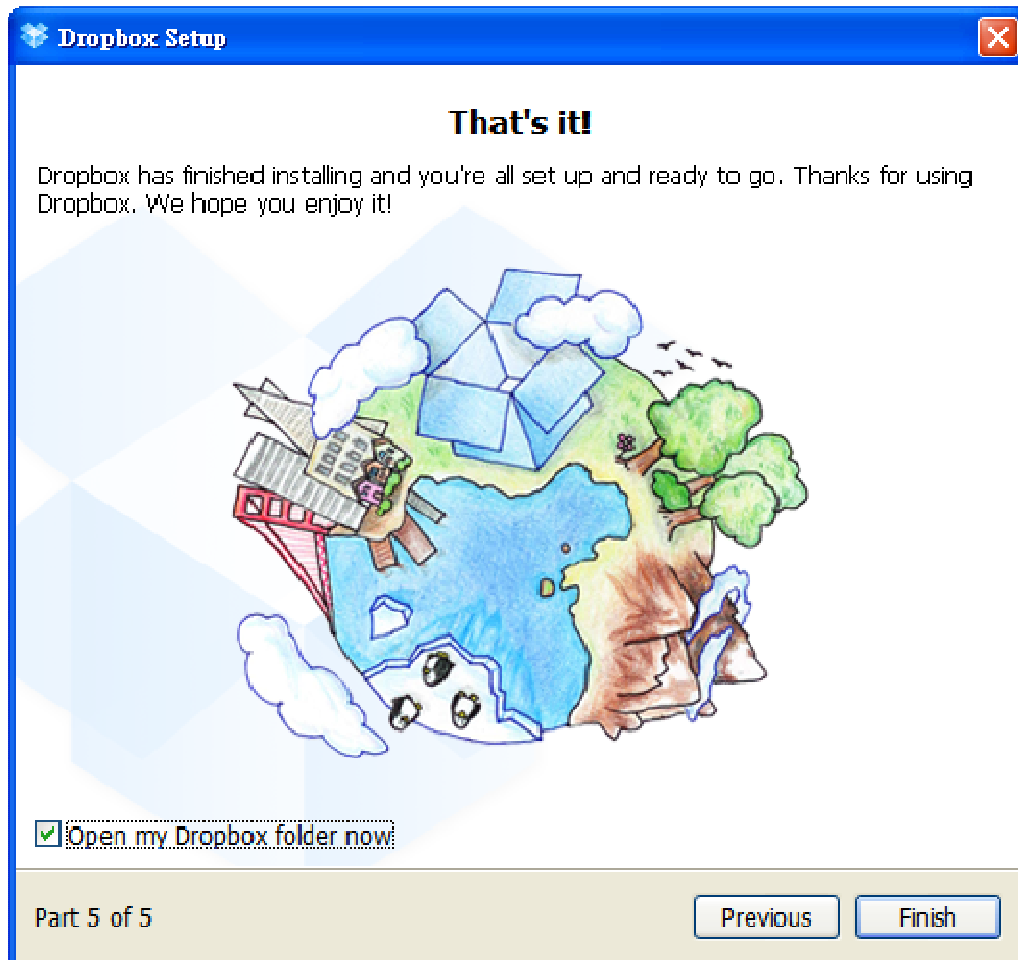 Dropbox Setup
That's it!
Dropbox has finished installing and you're all set up and ready to go. Thanks for using
Dropbox. We hope you enjoy it!
Open my Dropbox folder now
Part 5 of 5
Previous
Finish